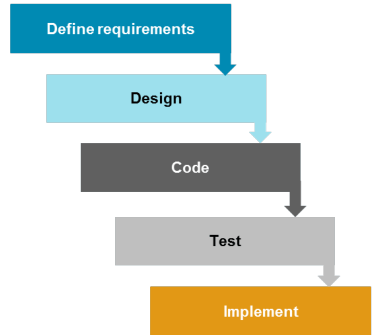 Define requirements
Design
Code
Test
Implement